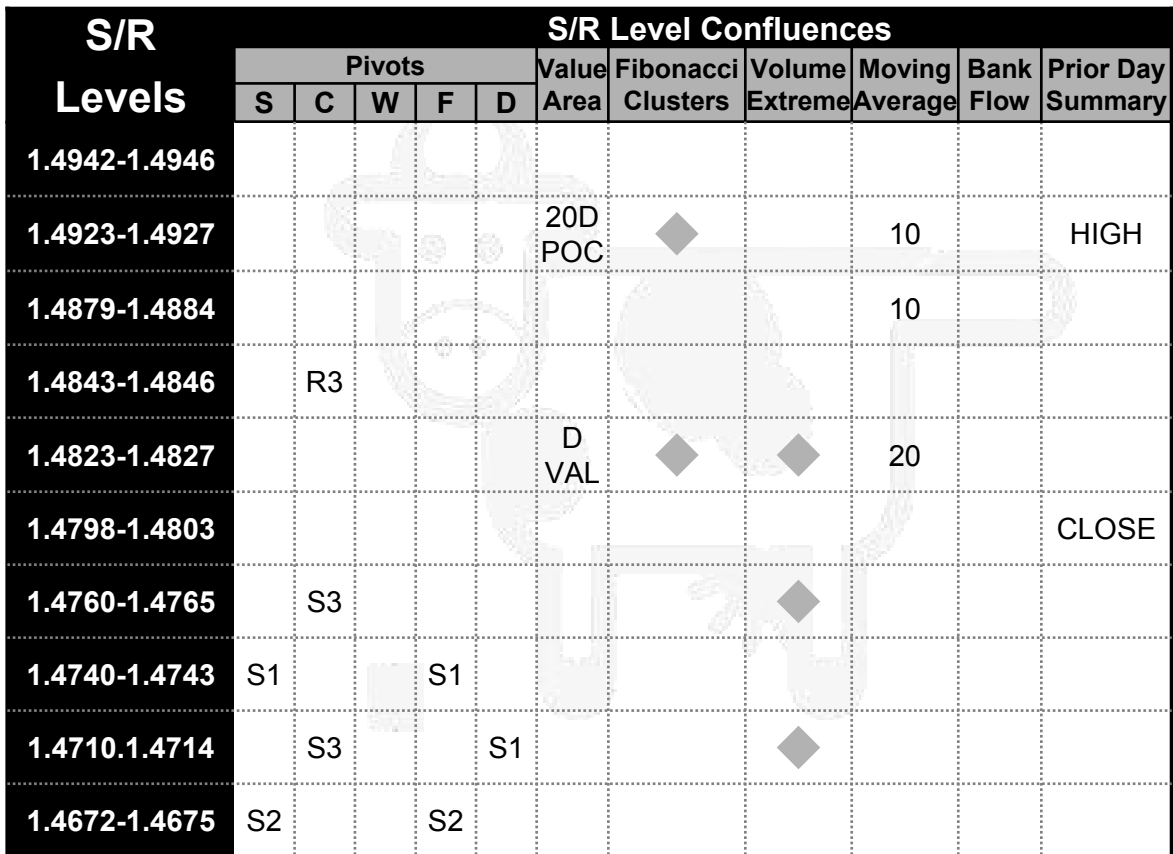 S/R Levels
S/R Level Confluences
Pivots
Value Area
Fibonacci Clusters
Volume Extreme
Moving Average
Bank Flow
Prior Day Summary
S C W F D
1.4942-1.4946
1.4923-1.4927 20D POC 10 HIGH
1.4879-1.4884 10
1.4843-1.4846 R3
1.4823-1.4827 D VAL 20
1.4798-1.4803 CLOSE
1.4760-1.4765 S3
1.4740-1.4743 S1 S1
1.4710.1.4714 S3 S1
1.4672-1.4675 S2 S2